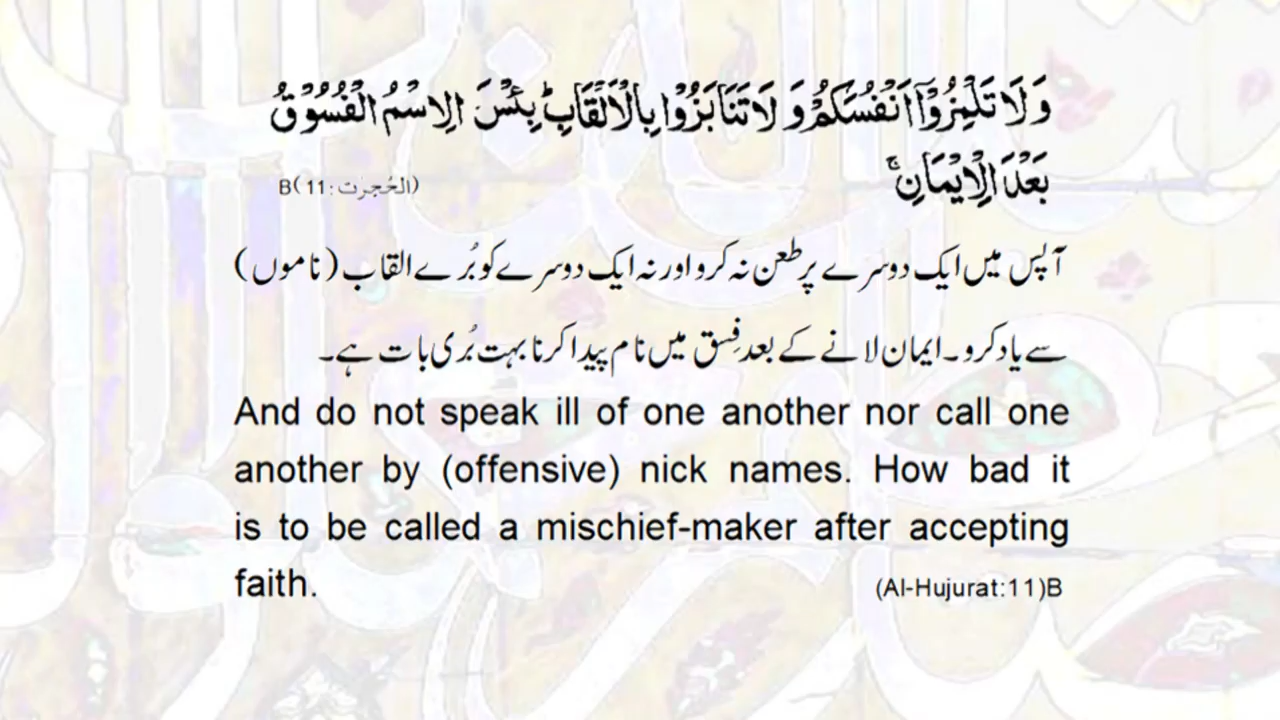 وَلَا تَلْمِزُوْۤا اَنْفُسَكُمْ وَ لَا تَنَابَزُوْا بِالْاَلْقَابِ ؕ بِئْسَ الِاسْمُ الْفُسُوْقُ
بَعْدَ الْاِيْمَانِ ۚ
(الحُجرٰت: 11)B
آپس میں ایک دوسرے پر طعن نہ کرو اور نہ ایک دوسرے کو بُرے القاب (ناموں)
سے یاد کرو۔ ایمان لانے کے بعد فِسق میں نام پیدا کرنا بہت بُری بات ہے۔
And do not speak ill of one another nor call one
another by (offensive) nick names. How bad it
is to be called a mischief-maker after accepting
faith.
(Al-Hujurat:11)B